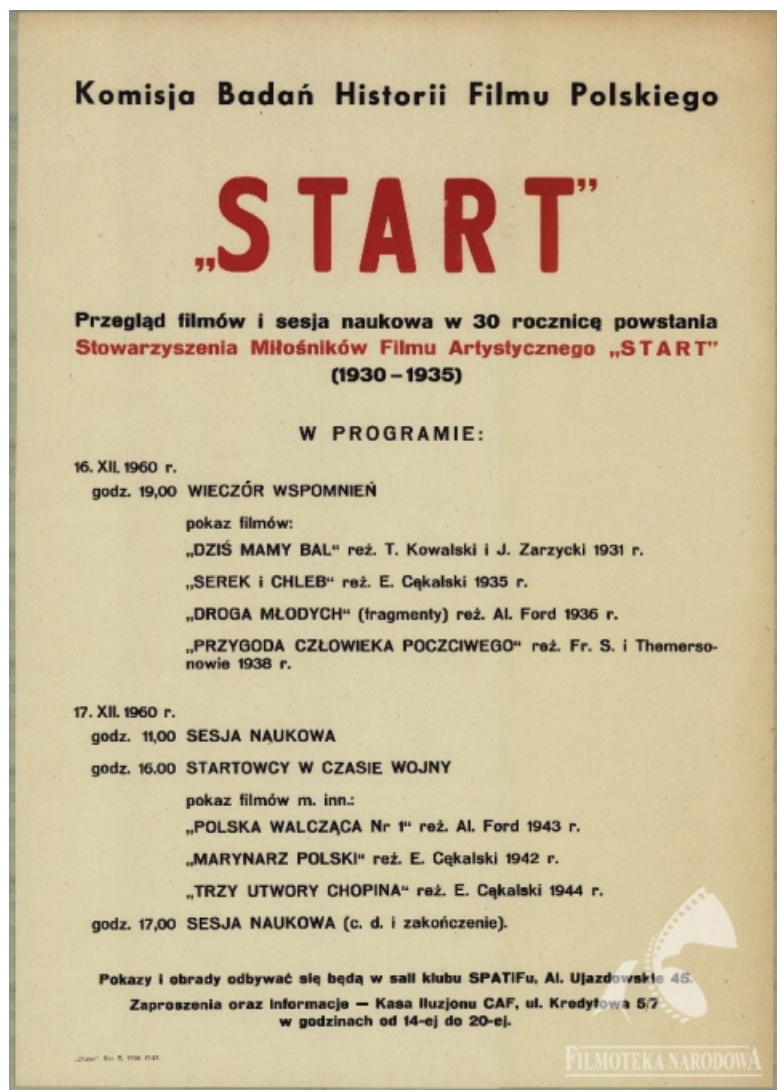 Komisja Badań Historii Filmu Polskiego
„START”
Przegląd filmów i sesja naukowa w 30 rocznicę powstania
Stowarzyszenia Miłośników Filmu Artystycznego „START”
(1930–1935)
W PROGRAMIE:
16. XII. 1960 r.
godz. 19,00 WIECZÓR WSPOMNIEŃ
pokaz filmów:
„DZIŚ MAMY BAL“ reż. T. Kowalski i J. Zarzycki 1931 r.
„SEREK i CHLEB“ reż. E. Cękalski 1935 r.
„DROGA MŁODYCH“ (fragmenty) reż. Al. Ford 1936 r.
„PRZYGODA CZŁOWIEKA POCZCIWEGO“ reż. Fr. S. i Themerso-
nowie 1938 r.
17. XII. 1960 r.
godz. 11,00 SESJA NAUKOWA
godz. 16.00 STARTOWCY W CZASIE WOJNY
pokaz filmów m. inn.:
„POLSKA WALCZĄCA Nr 1“ reż. Al. Ford 1943 r.
„MARYNARZ POLSKI“ reż. E. Cękalski 1942 r.
„TRZY UTWORY CHOPINA“ reż. E. Cękalski 1944 r.
godz. 17,00 SESJA NAUKOWA (c. d. i zakończenie).
Pokazy i obrady odbywać się będą w sali klubu SPATIFu, Al. Ujazdowskie 45.
Zaproszenia oraz informacje — Kasa Iluzjonu CAF, ul. Kredytowa 5/7
w godzinach od 14-ej do 20-ej.
FILMOTEKA NARODOWA